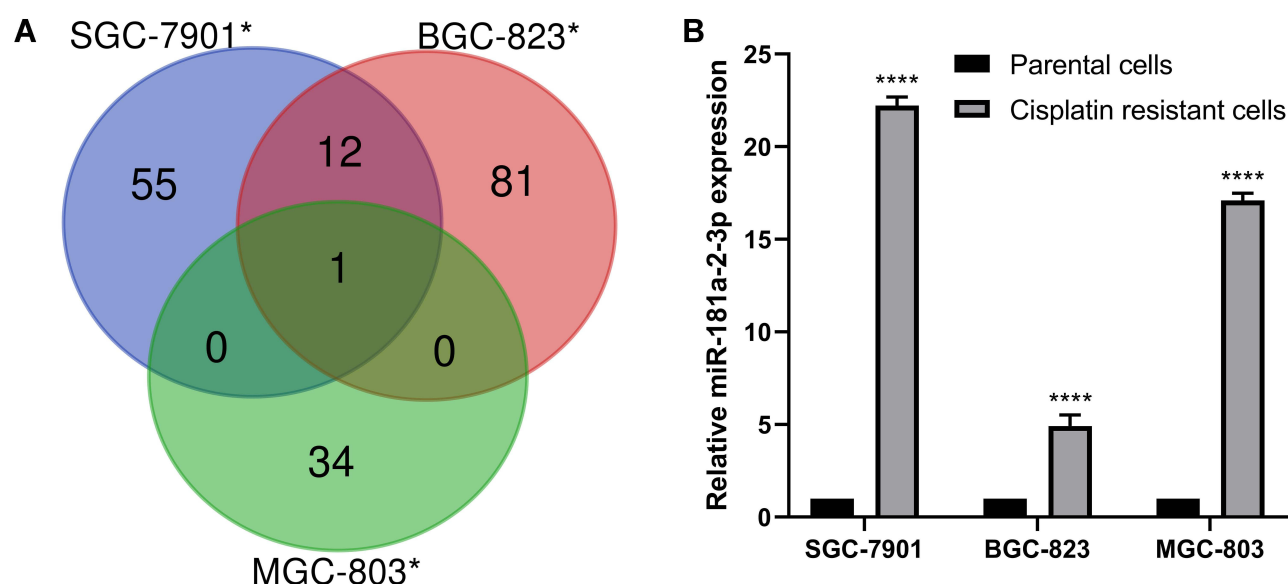 A
SGC-7901*
BGC-823*
55
12
81
1
0
0
34
MGC-803*
B
Relative miR-181a-2-3p expression
25
20
15
10
5
0
****
****
****
Parental cells
Cisplatin resistant cells
SGC-7901
BGC-823
MGC-803